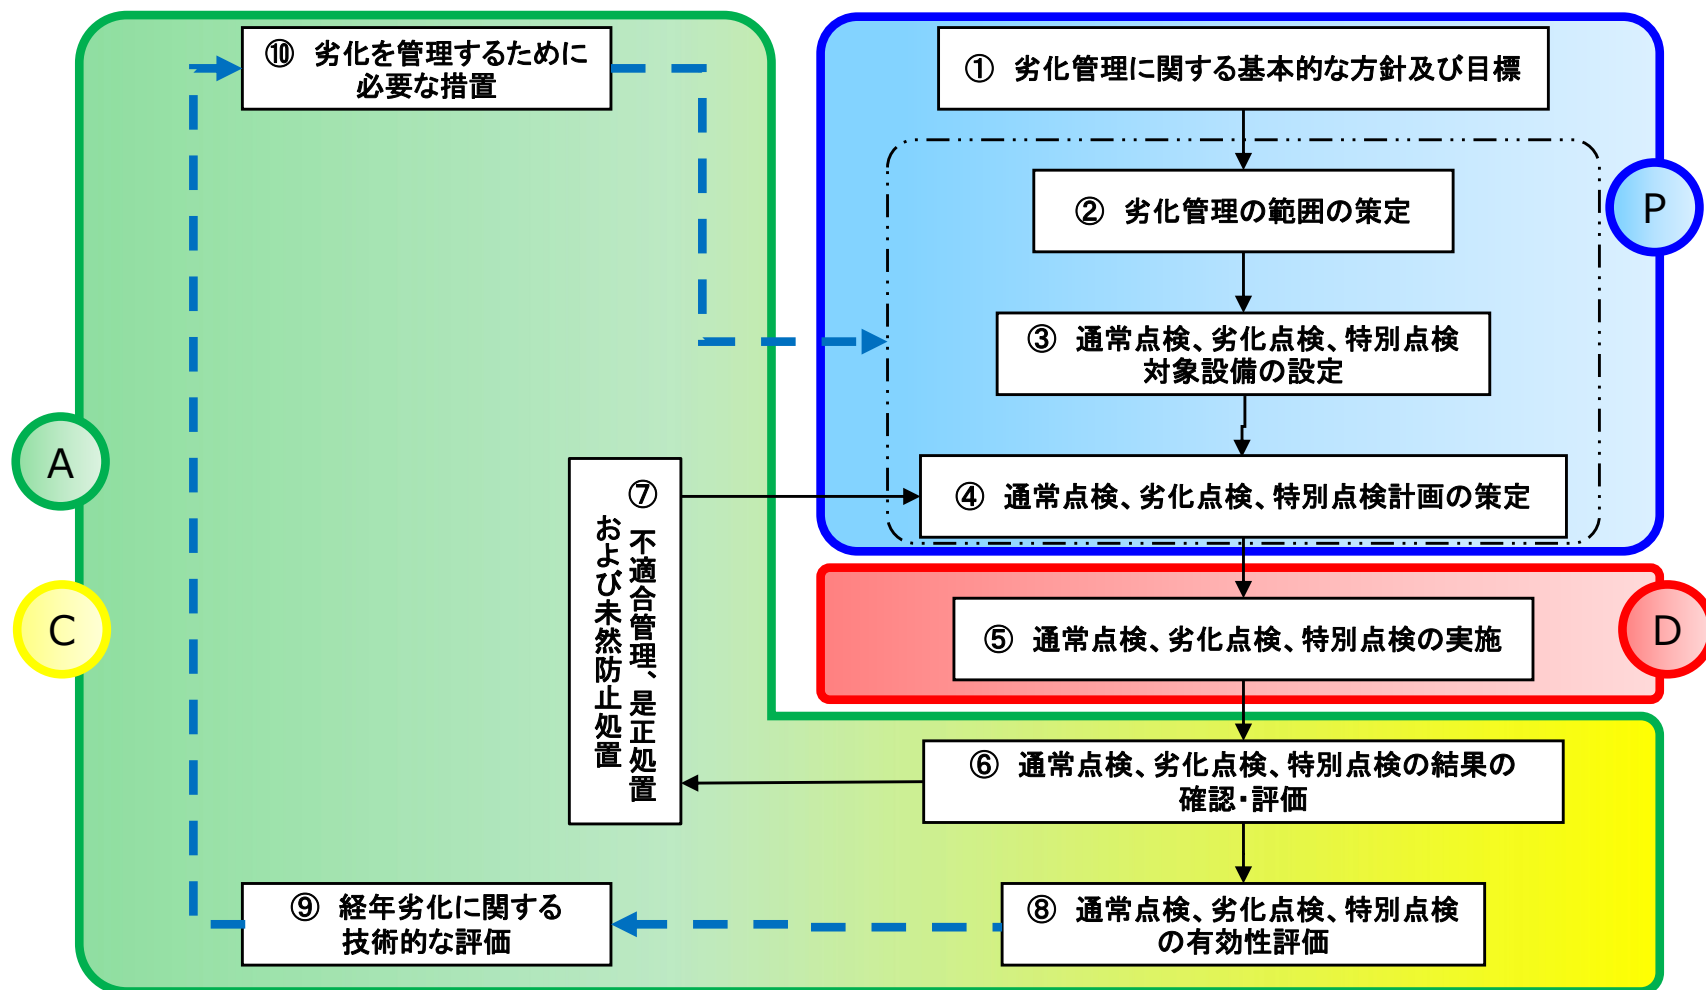 ① 劣化管理に関する基本的な方針及び目標
② 劣化管理の範囲の策定
③ 通常点検、劣化点検、特別点検
対象設備の設定
④ 通常点検、劣化点検、特別点検計画の策定
P
⑤ 通常点検、劣化点検、特別点検の実施
D
⑥ 通常点検、劣化点検、特別点検の結果の
確認・評価
⑦ 不適合管理、是正処置
および未然防止処置
⑧ 通常点検、劣化点検、特別点検
の有効性評価
⑨ 経年劣化に関する
技術的な評価
⑩ 劣化を管理するために
必要な措置
A
C